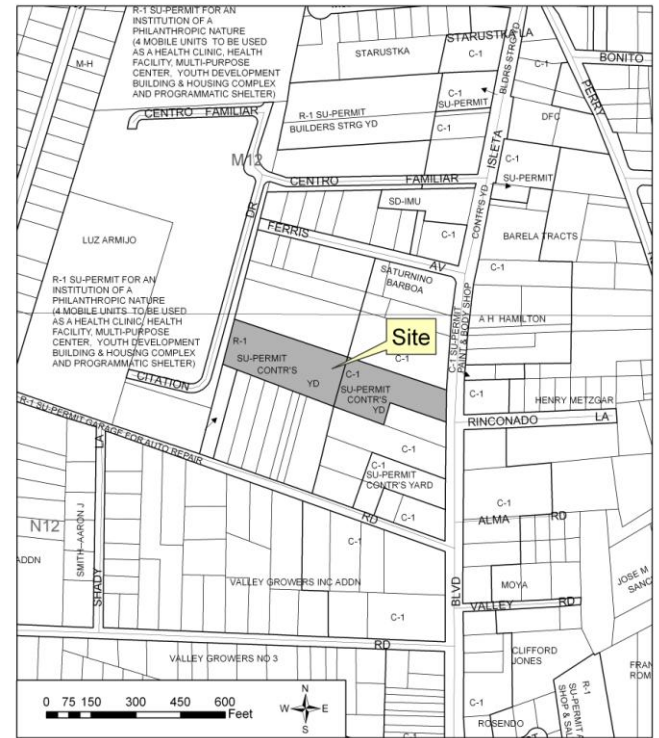 R-1 SU-PERMIT FOR AN
INSTITUTION OF A
PHILANTHROPIC NATURE
(4 MOBILE UNITS TO BE USED
AS A HEALTH CLINIC, HEALTH
FACILITY, MULTI-PURPOSE
CENTER, YOUTH DEVELOPMENT
BUILDING & HOUSING COMPLEX
AND PROGRAMMATIC SHELTER)
M-H
STARUSTKA LA
STARUSTKA
BLDRS STRG YD
C-1
BONITO
PERRY
C-1
SU-PERMIT
R-1 SU-PERMIT
BUILDERS STRG YD
C-1
DFC
CENTRO FAMILIAR
ISLETA
M12
C-1
SU-PERMIT
CENTRO FAMILIAR
DR
SD-IMU
CONTR'S YD
FERRIS
AV
C-1
BARELA TRACTS
C-1
LUZ ARMIJO
SATURNINO
BARBOA
R-1 SU-PERMIT FOR AN
INSTITUTION OF A
PHILANTHROPIC NATURE
(4 MOBILE UNITS TO BE USED
AS A HEALTH CLINIC, HEALTH
FACILITY, MULTI-PURPOSE
CENTER, YOUTH DEVELOPMENT
BUILDING & HOUSING COMPLEX
AND PROGRAMMATIC SHELTER)
C-1 SU-PERMIT
PAINT & BODY SHOP
A H HAMILTON
Site
R-1
SU-PERMIT
CONTR'S
YD
C-1
C-1
SU-PERMIT
CONTR'S
YD
CITATION
C-1
HENRY METZGAR
RINCONADO LA
R-1 SU-PERMIT GARAGE FOR AUTO REPAIR
RD
C-1
C-1
SU-PERMIT
CONTR'S YARD
C-1
C-1
ALMA RD
N12
SHADY LA
SMITH-AARON J
ADDN
C-1
VALLEY GROWERS INC ADDN
BLVD
MOYA
JOSE M
SANC
VALLEY RD
C-1
RD
VALLEY GROWERS NO 3
CLIFFORD
JONES
FRAN
ROM
R-1
SU-PERMIT A
SHOP & SAL
C-1
ROSENDO
C-1
0 75 150 300 450 600
Feet
N
W E
S